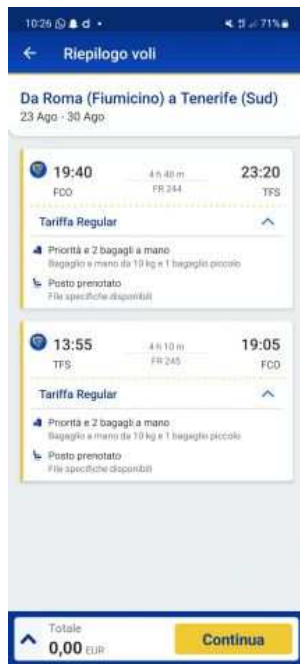 10:26
71%
Riepilogo voli
Da Roma (Fiumicino) a Tenerife (Sud)
23 Ago - 30 Ago
19:40 4 h 40 m 23:20
FCO FR 244 TFS
Tariffa Regular
Priorità e 2 bagagli a mano
Bagaglio a mano da 10 kg e 1 bagaglio piccolo
Posto prenotato
File specifiche disponibili
13:55 4 h 10 m 19:05
TFS FR 245 FCO
Tariffa Regular
Priorità e 2 bagagli a mano
Bagaglio a mano da 10 kg e 1 bagaglio piccolo
Posto prenotato
File specifiche disponibili
Totale
0,00 EUR
Continua